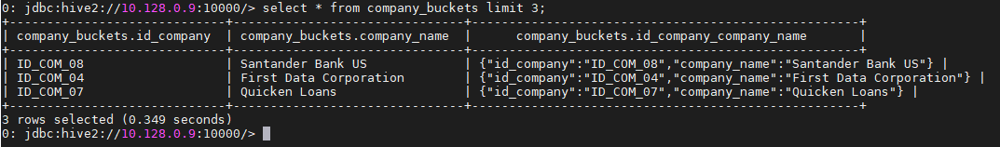 0: jdbc:hive2://10.128.0.9:10000/> select * from company_buckets limit 3;
+----------------------------+------------------------------+--------------------------------------------------+
| company_buckets.id_company | company_buckets.company_name | company_buckets.id_company_company_name |
+----------------------------+------------------------------+--------------------------------------------------+
| ID_COM_08 | Santander Bank US | {"id_company":"ID_COM_08","company_name":"Santander Bank US"} |
| ID_COM_04 | First Data Corporation | {"id_company":"ID_COM_04","company_name":"First Data Corporation"} |
| ID_COM_07 | Quicken Loans | {"id_company":"ID_COM_07","company_name":"Quicken Loans"} |
+----------------------------+------------------------------+--------------------------------------------------+
3 rows selected (0.349 seconds)
0: jdbc:hive2://10.128.0.9:10000/>